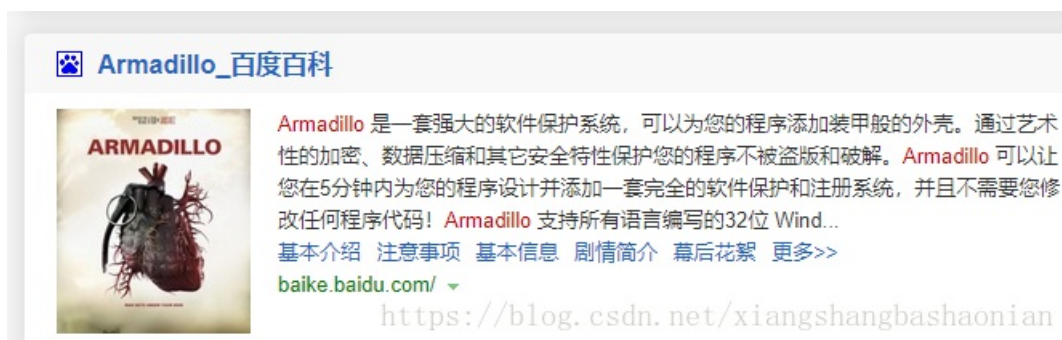 Armadillo_百度百科
ARMADILLO
Armadillo 是一套强大的软件保护系统，可以为您的程序添加装甲般的外壳。通过艺术
性的加密、数据压缩和其它安全特性保护您的程序不被盗版和破解。Armadillo 可以让
您在5分钟内为您的程序设计并添加一套完全的软件保护和注册系统，并且不需要您修
改任何程序代码！Armadillo 支持所有语言编写的32位 Wind...
基本介绍 注意事项 基本信息 剧情简介 幕后花絮 更多>>
baike.baidu.com/
https://blog.csdn.net/xiangshangbashaonian